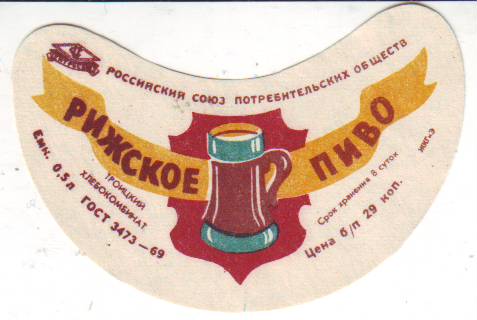 РОССИЙСКИЙ СОЮЗ ПОТРЕБИТЕЛЬСКИХ ОБЩЕСТВ
РИЖСКОЕ ПИВО
Емк. 0,5 л
ТРОИЦКИЙ
ХЛЕБОКОМБИНАТ
ГОСТ 3473—69
Срок хранения 8 суток
Цена б/п 29 коп.